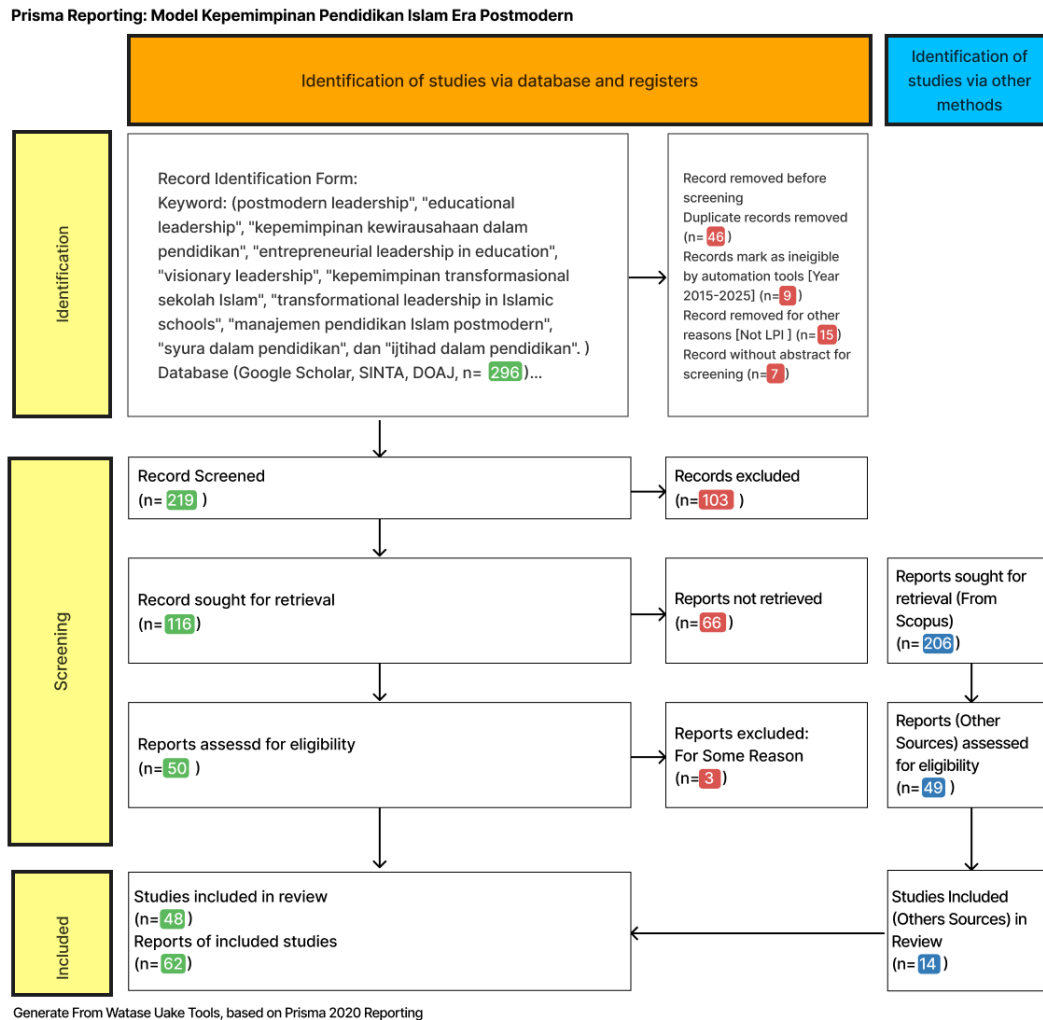 Prisma Reporting: Model Kepemimpinan Pendidikan Islam Era Postmodern
Identification of studies via database and registers
Identification of
studies via other
methods
Identification
Record Identification Form:
Keyword: (postmodern leadership", "educational
leadership", "kepemimpinan kewirausahaan dalam
pendidikan", "entrepreneurial leadership in education",
"visionary leadership", "kepemimpinan transformasional
sekolah Islam", "transformational leadership in Islamic
schools", "manajemen pendidikan Islam postmodern",
"syura dalam pendidikan", dan "ijtihad dalam pendidikan". )
Database (Google Scholar, SINTA, DOAJ, n= 296)...
Record removed before
screening
Duplicate records removed
(n= 46)
Records mark as ineigible
by automation tools [Year
2015-2025] (n= 9)
Record removed for other
reasons [Not LPI ] (n= 15)
Record without abstract for
screening (n= 7 )
Screening
Record Screened
(n= 219 )
Records excluded
(n= 103 )
Record sought for retrieval
(n= 116)
Reports not retrieved
(n= 66)
Reports sought for
retrieval (From
Scopus)
(n= 206)
Reports assessd for eligibility
(n= 50 )
Reports excluded:
For Some Reason
(n= 3 )
Reports (Other
Sources) assessed
for eligibility
(n= 49 )
Included
Studies included in review
(n= 48 )
Reports of included studies
(n= 62)
Studies Included
(Others Sources) in
Review
(n= 14 )
Generate From Watase Uake Tools, based on Prisma 2020 Reporting